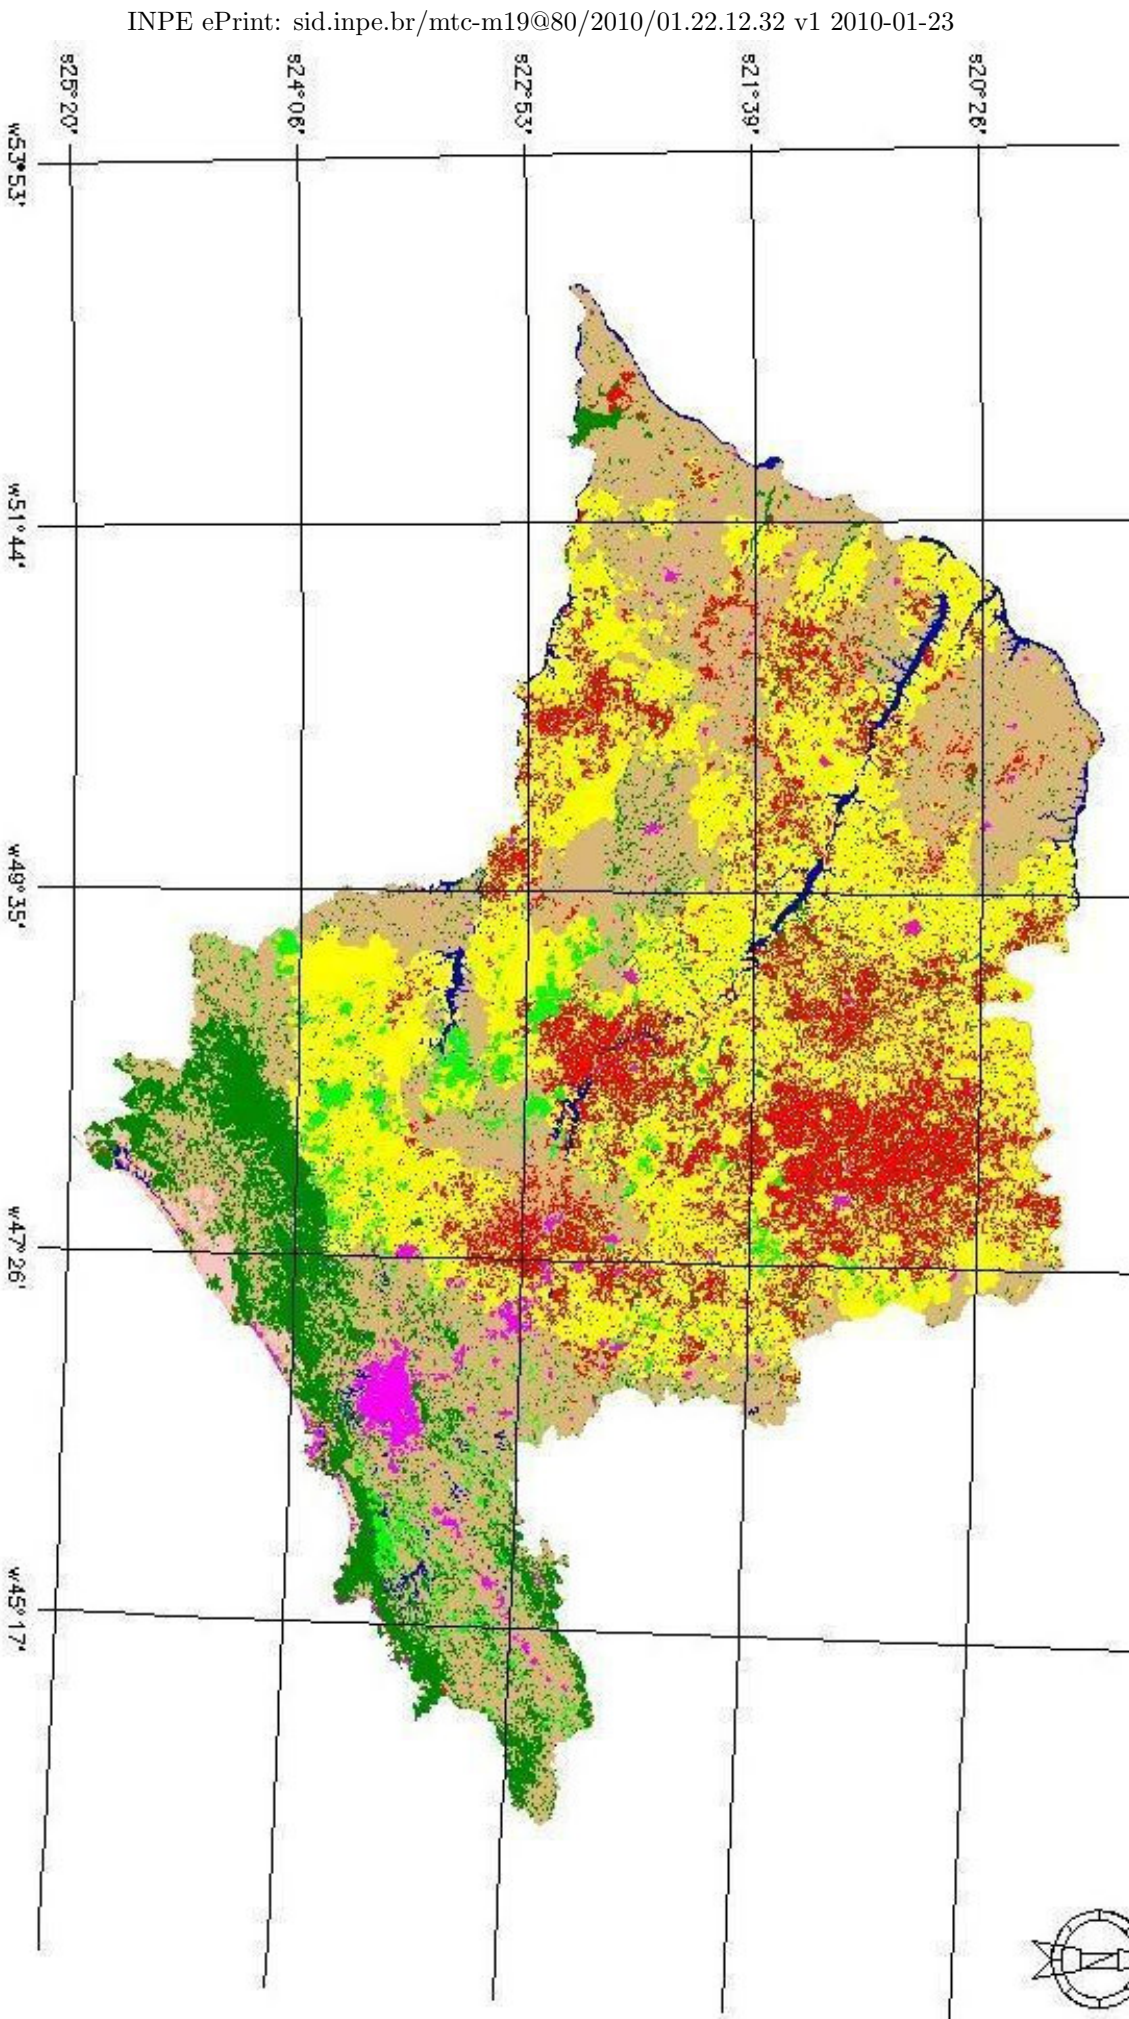 INPE ePrint: sid.inpe.br/mtc-m19@80/2010/01.22.12.32 v1 2010-01-23
s25°20'
s24°06'
s22°53'
s21°39'
s20°26'
w53°53'
w51°44'
w49°35'
w47°26'
w45°17'